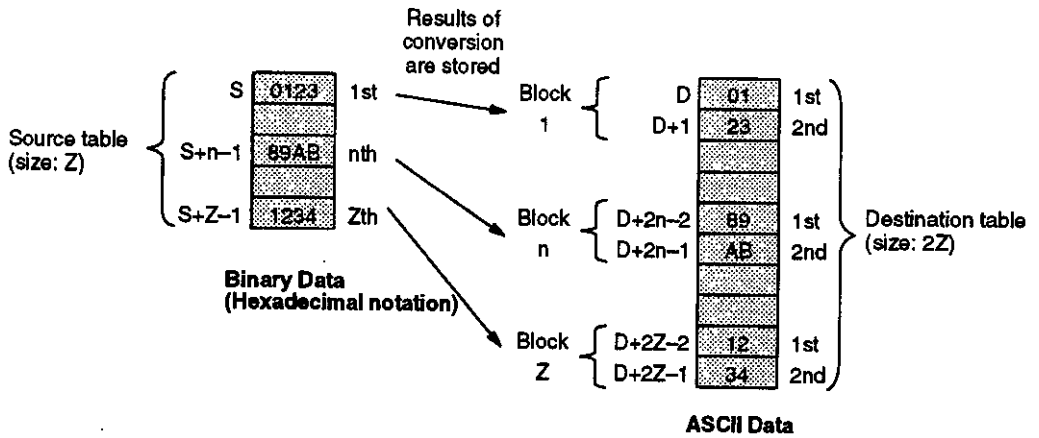 Results of
conversion
are stored
S 0123 1st
Source table
(size: Z)
S+n–1 89AB nth
S+Z–1 1234 Zth
Binary Data
(Hexadecimal notation)
Block
1
D 01 1st
D+1 23 2nd
Block
n
D+2n–2 89 1st
D+2n–1 AB 2nd
Block
Z
D+2Z–2 12 1st
D+2Z–1 34 2nd
Destination table
(size: 2Z)
ASCII Data